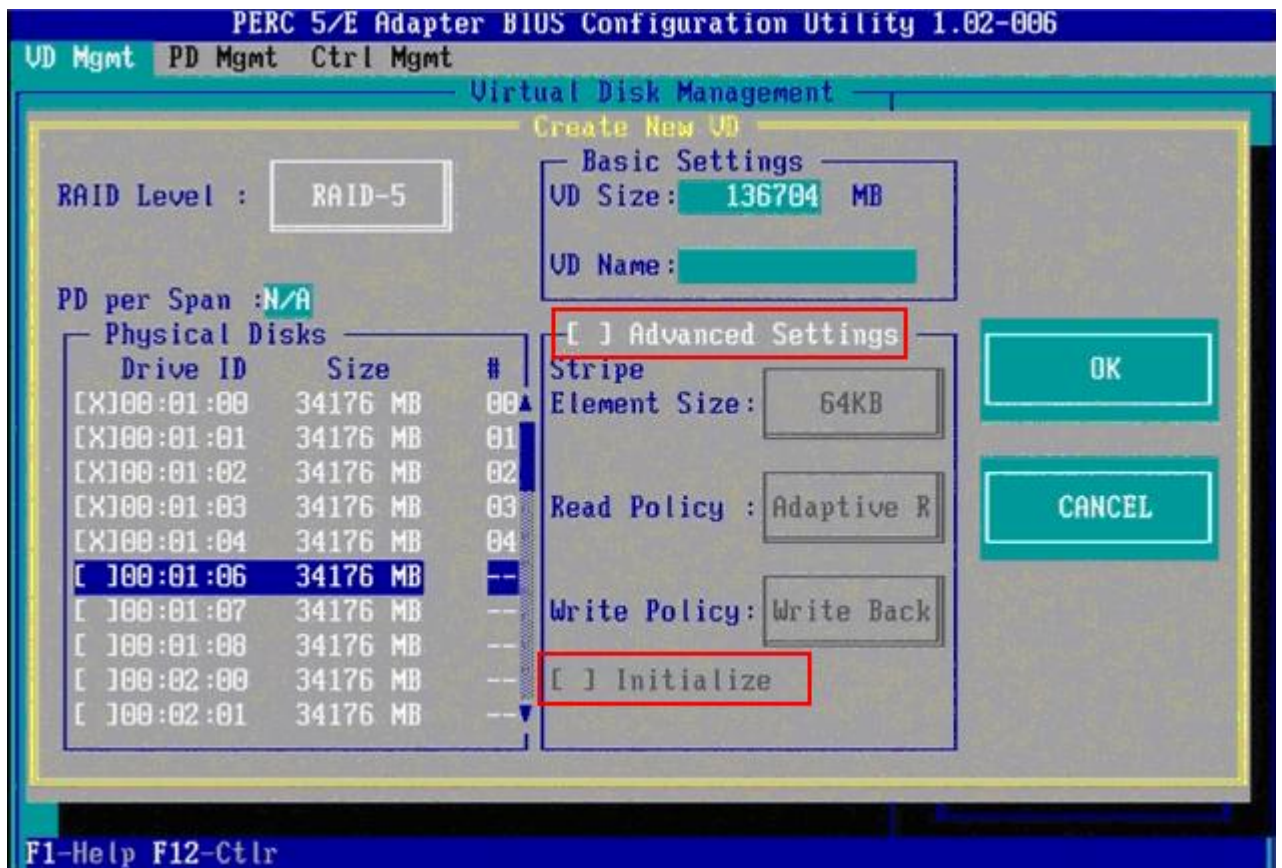 PERC 5/E Adapter BIOS Configuration Utility 1.02-006
VD Mgmt PD Mgmt Ctrl Mgmt
Virtual Disk Management
Create New VD
RAID Level : RAID-5
Basic Settings
VD Size: 136704 MB
VD Name:
PD per Span :N/A
Physical Disks
Drive ID Size #
[X]00:01:00 34176 MB 00
[X]00:01:01 34176 MB 01
[X]00:01:02 34176 MB 02
[X]00:01:03 34176 MB 03
[X]00:01:04 34176 MB 04
[ ]00:01:06 34176 MB --
[ ]00:01:07 34176 MB --
[ ]00:01:08 34176 MB --
[ ]00:02:00 34176 MB --
[ ]00:02:01 34176 MB --
[ ] Advanced Settings
Stripe
Element Size: 64KB
Read Policy : Adaptive R
Write Policy: Write Back
[ ] Initialize
OK
CANCEL
F1-Help F12-Ctlr